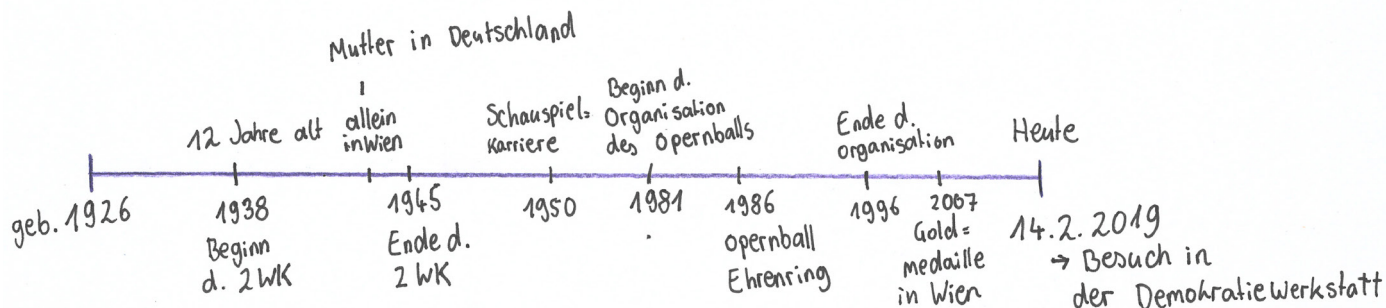 Mutter in Deutschland
12 Jahre alt
allein
in Wien
Schauspiel=
Karriere
Beginn d.
Organisation
des Opernballs
Ende d.
Organisation
Heute
geb. 1926
1938
Beginn
d. 2 WK
1945
Ende d.
2 WK
1950
1981
1986
Opernball
Ehrenring
1996
2007
Gold=
medaille
in Wien
14.2.2019
→ Besuch in
der Demokratiewerkstatt